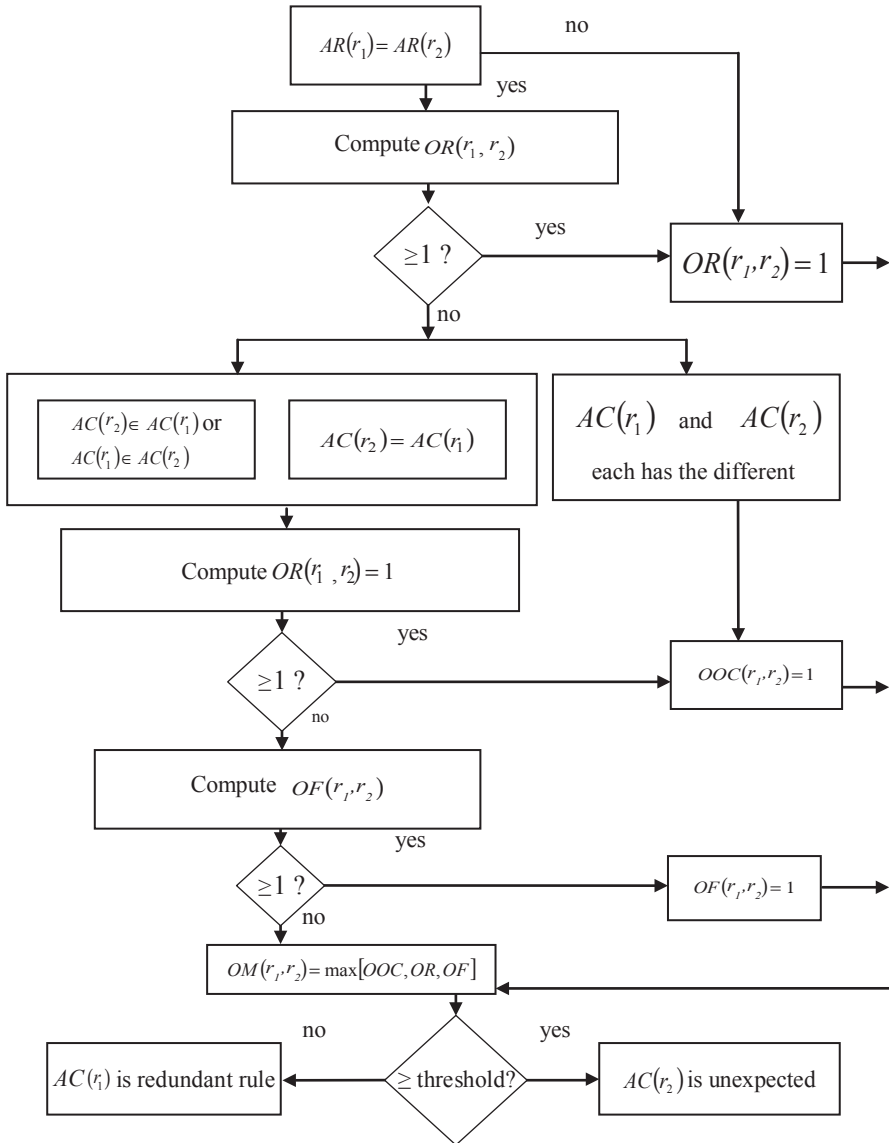 AR(r₁) = AR(r₂)
no
yes
Compute OR(r₁, r₂)
≥1 ?
yes
OR(r₁,r₂) = 1
no
AC(r₂) ∈ AC(r₁) or
AC(r₁) ∈ AC(r₂)
AC(r₂) = AC(r₁)
AC(r₁) and AC(r₂)
each has the different
Compute OR(r₁ , r₂) = 1
yes
≥1 ?
no
OOC(r₁,r₂) = 1
Compute OF(r₁,r₂)
yes
≥1 ?
no
OF(r₁,r₂) = 1
OM(r₁,r₂) = max[OOC, OR, OF]
no
yes
≥ threshold?
AC(r₁) is redundant rule
AC(r₂) is unexpected